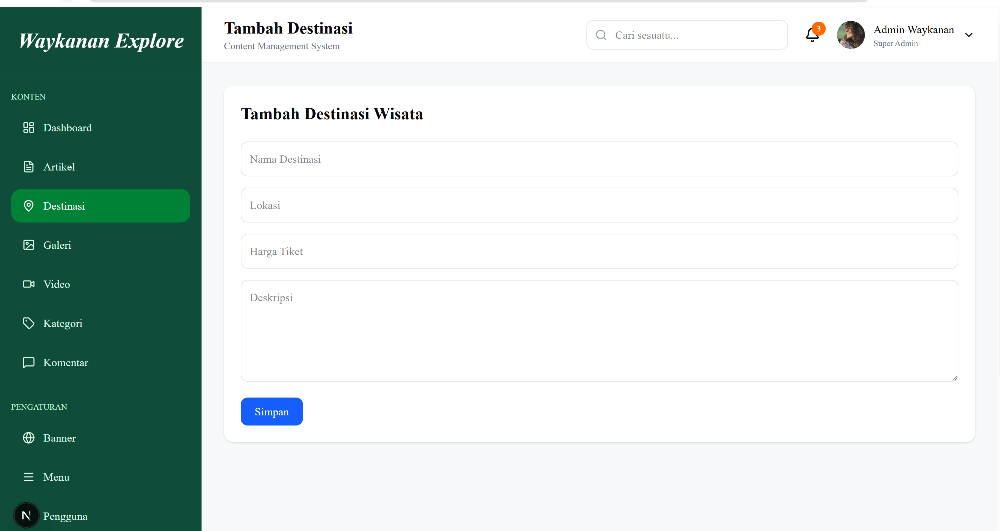 Waykanan Explore
KONTEN
Dashboard
Artikel
Destinasi
Galeri
Video
Kategori
Komentar
PENGATURAN
Banner
Menu
N
Pengguna
Tambah Destinasi
Content Management System
Cari sesuatu...
3
Admin Waykanan
Super Admin
Tambah Destinasi Wisata
Nama Destinasi
Lokasi
Harga Tiket
Deskripsi
Simpan